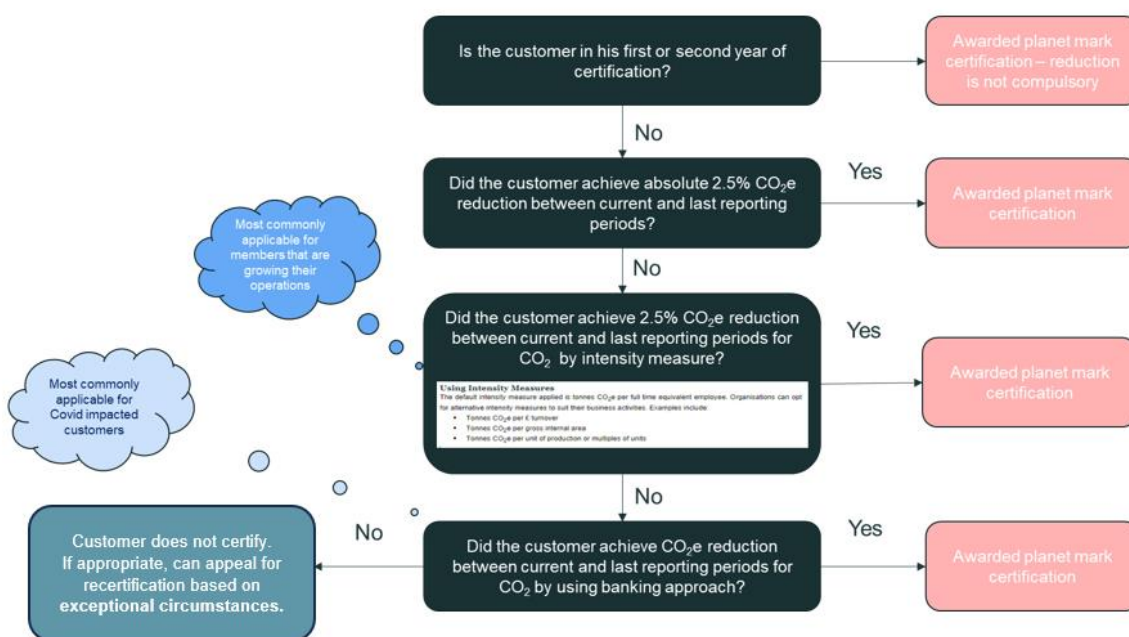 Is the customer in his first or second year of
certification?
Awarded planet mark
certification – reduction
is not compulsory
No
Did the customer achieve absolute 2.5% CO₂e
reduction between current and last reporting
periods?
Yes
Awarded planet mark
certification
Most commonly
applicable for
members that are
growing their
operations
No
Did the customer achieve 2.5% CO₂e reduction
between current and last reporting periods for
CO₂ by intensity measure?
Yes
Awarded planet mark
certification
Using Intensity Measures
The default intensity measure applied is tonnes CO₂e per full time equivalent employee. Organisations can opt
for alternative intensity measures to suit their business activities. Examples include:
• Tonnes CO₂e per £ turnover
• Tonnes CO₂e per gross internal area
• Tonnes CO₂e per unit of production or multiples of units
Most commonly
applicable for
Covid impacted
customers
No
Did the customer achieve CO₂e reduction
between current and last reporting periods for
CO₂ by using banking approach?
Yes
Awarded planet mark
certification
No
Customer does not certify.
If appropriate, can appeal for
recertification based on
exceptional circumstances.